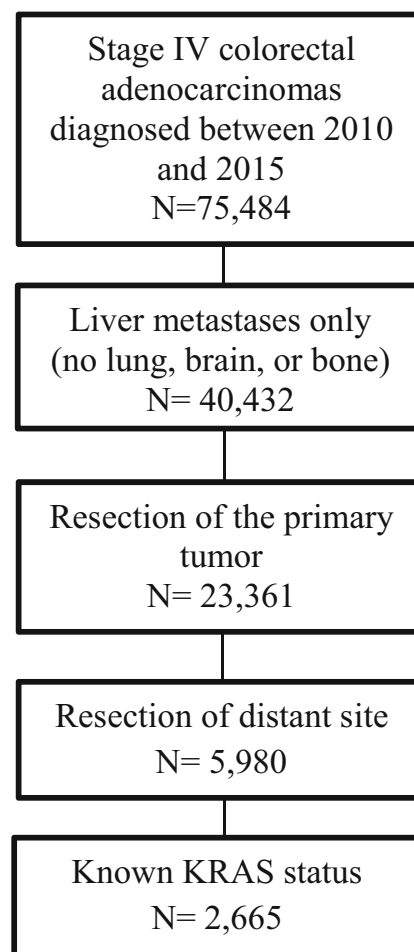 Stage IV colorectal
adenocarcinomas
diagnosed between 2010
and 2015
N=75,484
Liver metastases only
(no lung, brain, or bone)
N= 40,432
Resection of the primary
tumor
N= 23,361
Resection of distant site
N= 5,980
Known KRAS status
N= 2,665